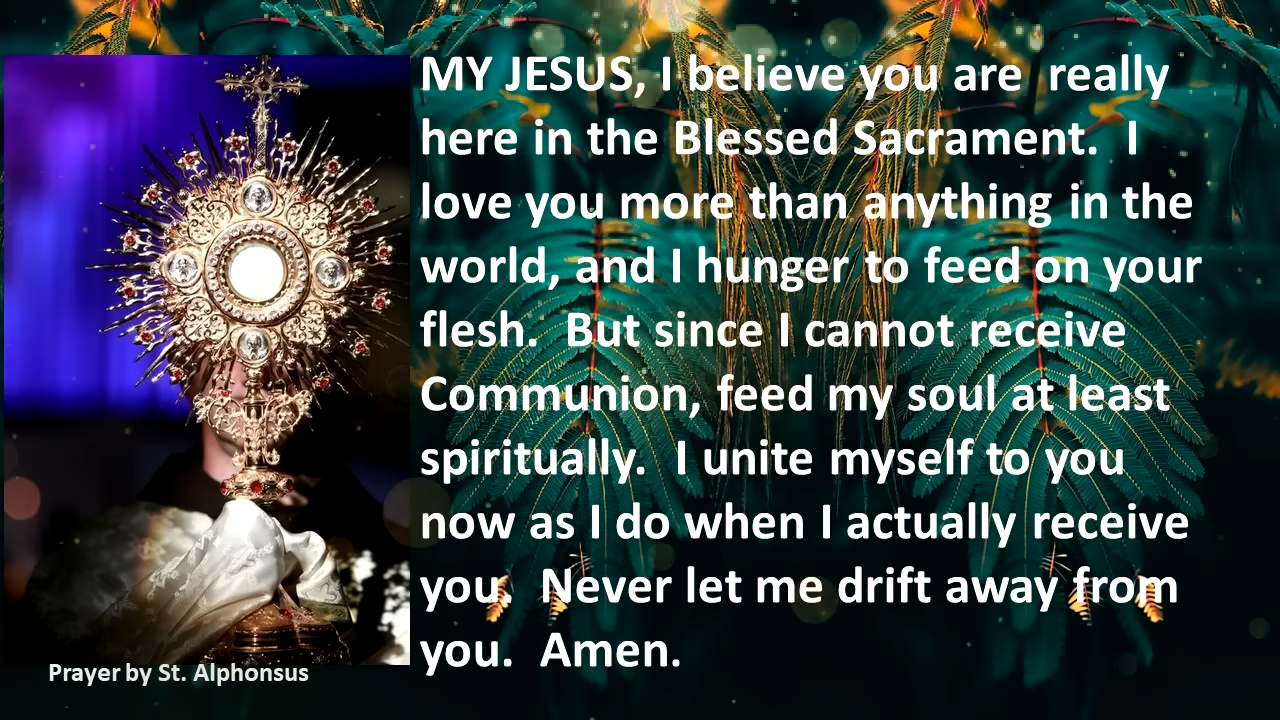 MY JESUS, I believe you are  really
here in the Blessed Sacrament.  I
love you more than anything in the
world, and I hunger to feed on your
flesh.  But since I cannot receive
Communion, feed my soul at least
spiritually.  I unite myself to you
now as I do when I actually receive
you.  Never let me drift away from
you.  Amen.
Prayer by St. Alphonsus